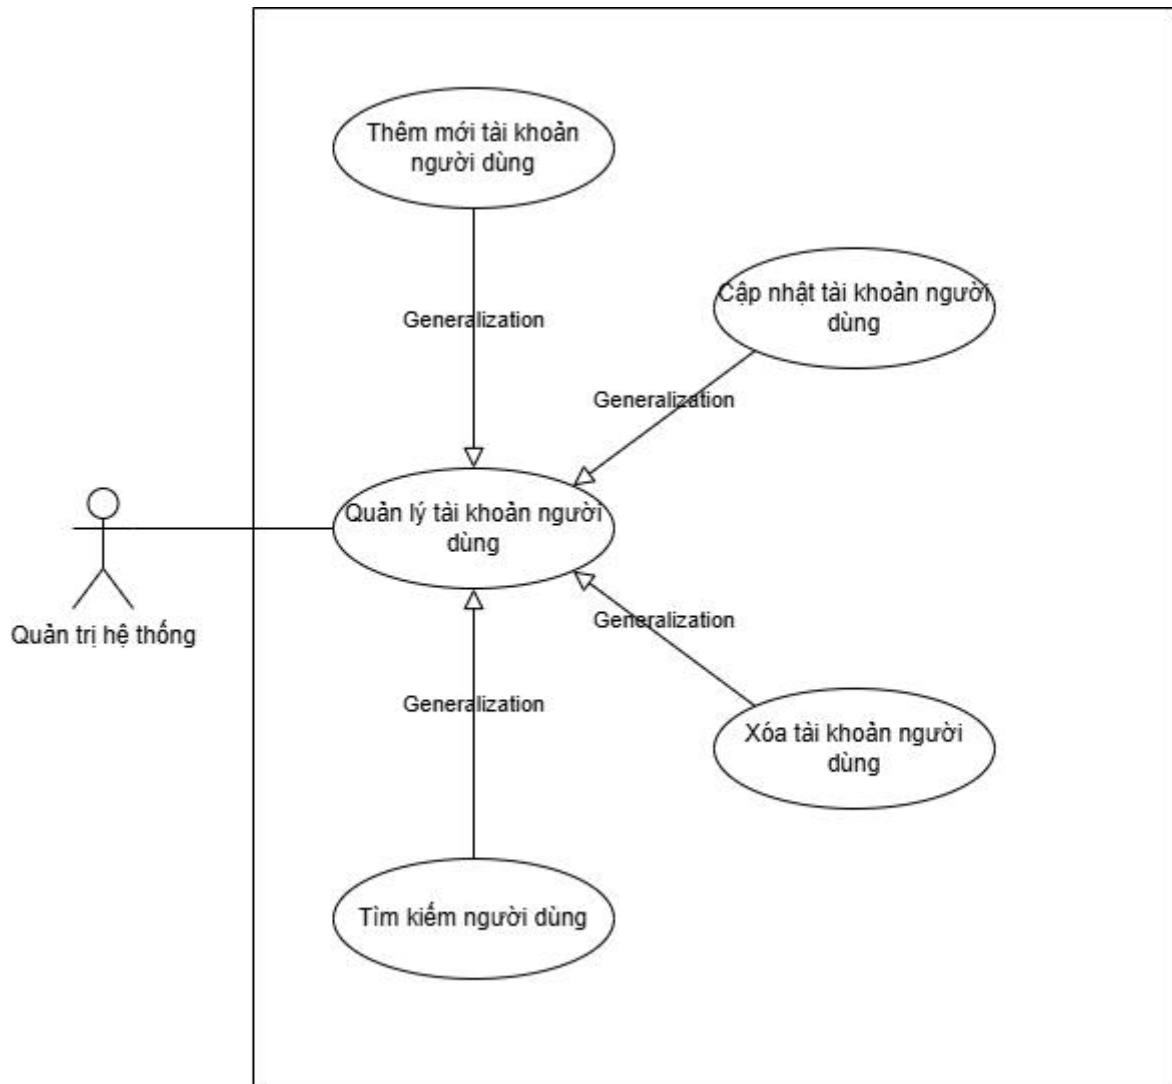 Thêm mới tài khoản
người dùng
Generalization
Cập nhật tài khoản người
dùng
Generalization
Quản lý tài khoản người
dùng
Quản trị hệ thống
Generalization
Generalization
Xóa tài khoản người
dùng
Tìm kiếm người dùng